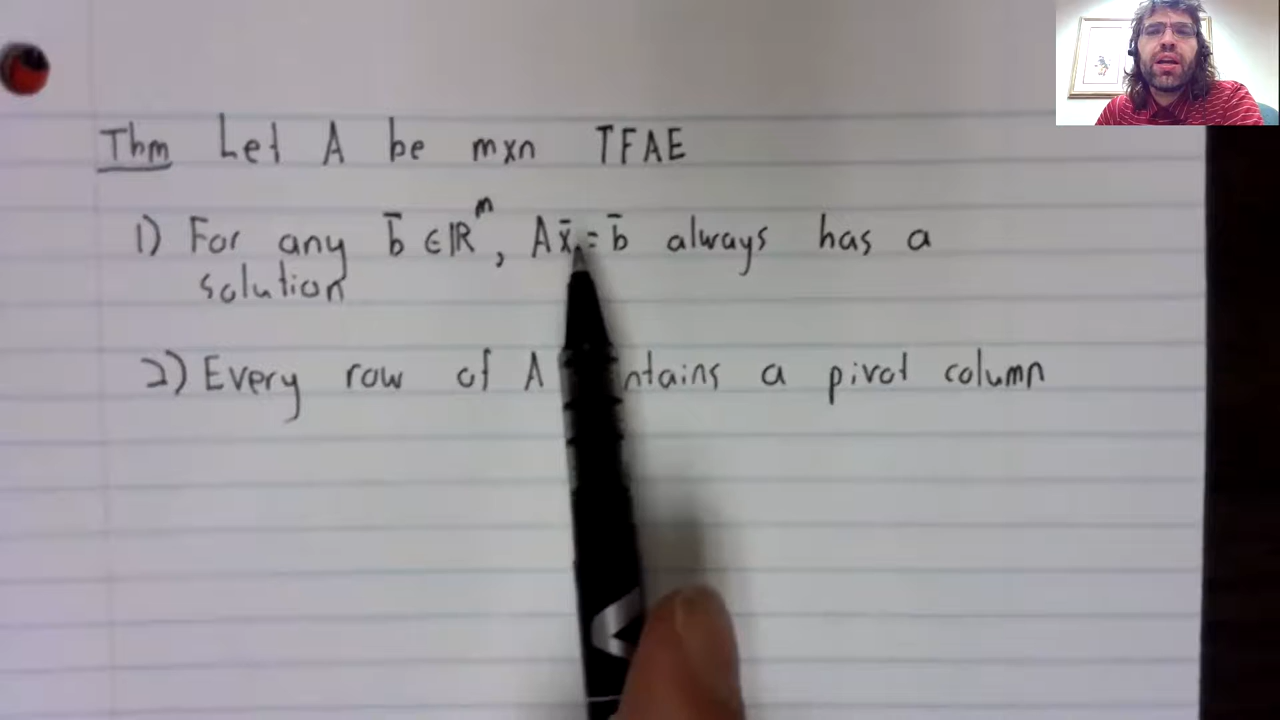 Thm Let A be mxn TFAE
1) For any b̄ ∈ ℝᵐ, Ax̄ = b̄ always has a
solution
2) Every row of A ntains a pivot column